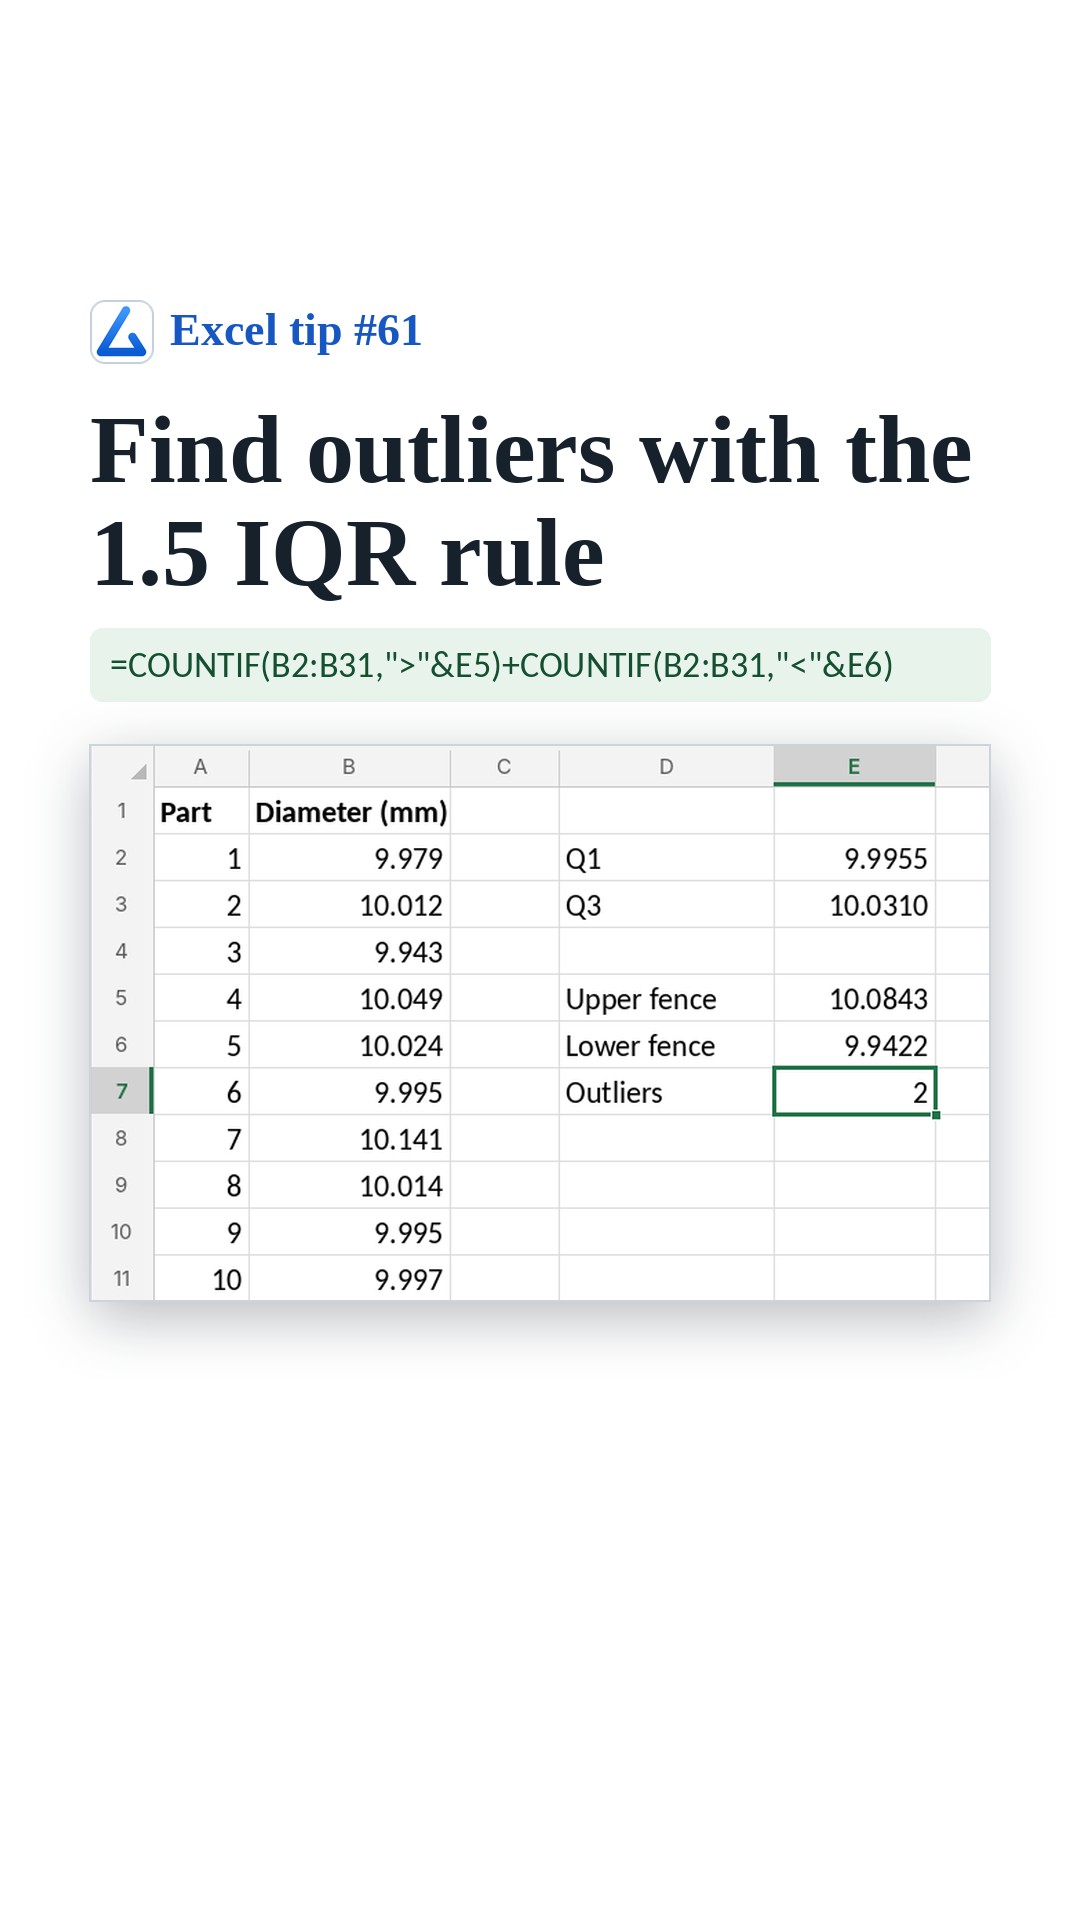 Excel tip #61
Find outliers with the
1.5 IQR rule
=COUNTIF(B2:B31,">"&E5)+COUNTIF(B2:B31,"<"&E6)
A B C D E
1 Part Diameter (mm)
2 1 9.979 Q1 9.9955
3 2 10.012 Q3 10.0310
4 3 9.943
5 4 10.049 Upper fence 10.0843
6 5 10.024 Lower fence 9.9422
7 6 9.995 Outliers 2
8 7 10.141
9 8 10.014
10 9 9.995
11 10 9.997